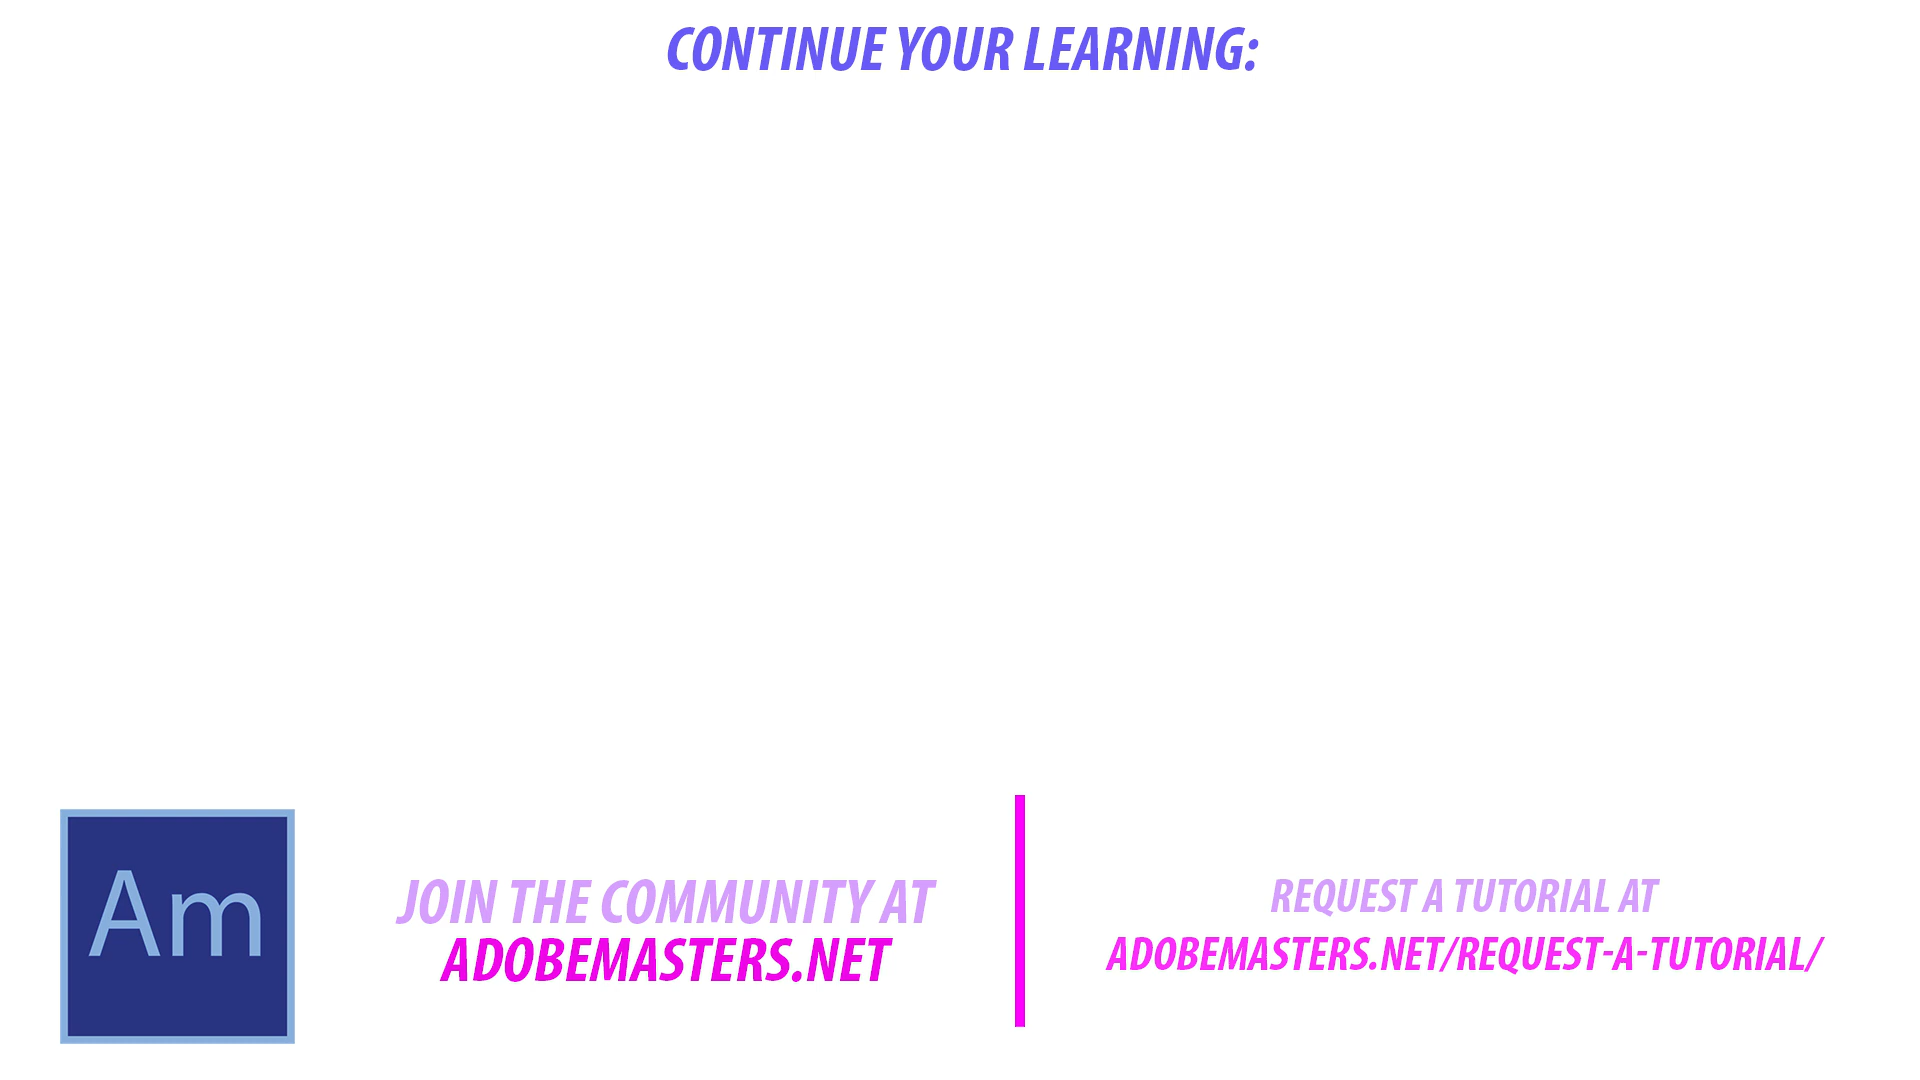 CONTINUE YOUR LEARNING:
Am
JOIN THE COMMUNITY AT
ADOBEMASTERS.NET
REQUEST A TUTORIAL AT
ADOBEMASTERS.NET/REQUEST-A-TUTORIAL/